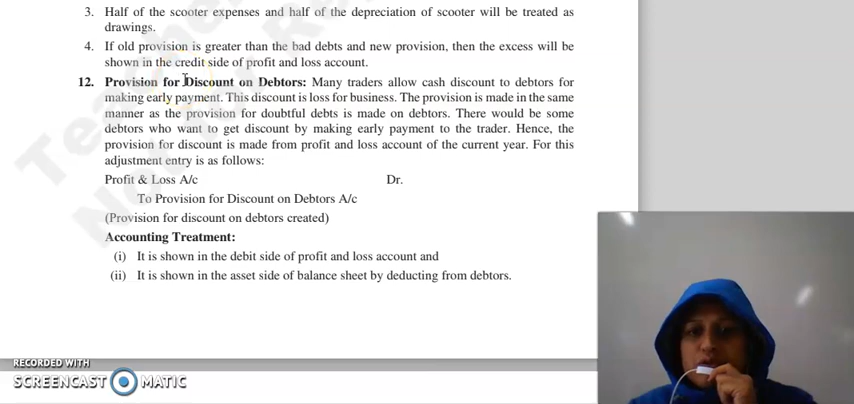 3. Half of the scooter expenses and half of the depreciation of scooter will be treated as
drawings.
4. If old provision is greater than the bad debts and new provision, then the excess will be
shown in the credit side of profit and loss account.
12. Provision for Discount on Debtors: Many traders allow cash discount to debtors for
making early payment. This discount is loss for business. The provision is made in the same
manner as the provision for doubtful debts is made on debtors. There would be some
debtors who want to get discount by making early payment to the trader. Hence, the
provision for discount is made from profit and loss account of the current year. For this
adjustment entry is as follows:
Profit & Loss A/c Dr.
To Provision for Discount on Debtors A/c
(Provision for discount on debtors created)
Accounting Treatment:
(i) It is shown in the debit side of profit and loss account and
(ii) It is shown in the asset side of balance sheet by deducting from debtors.
RECORDED WITH
SCREENCAST MATIC